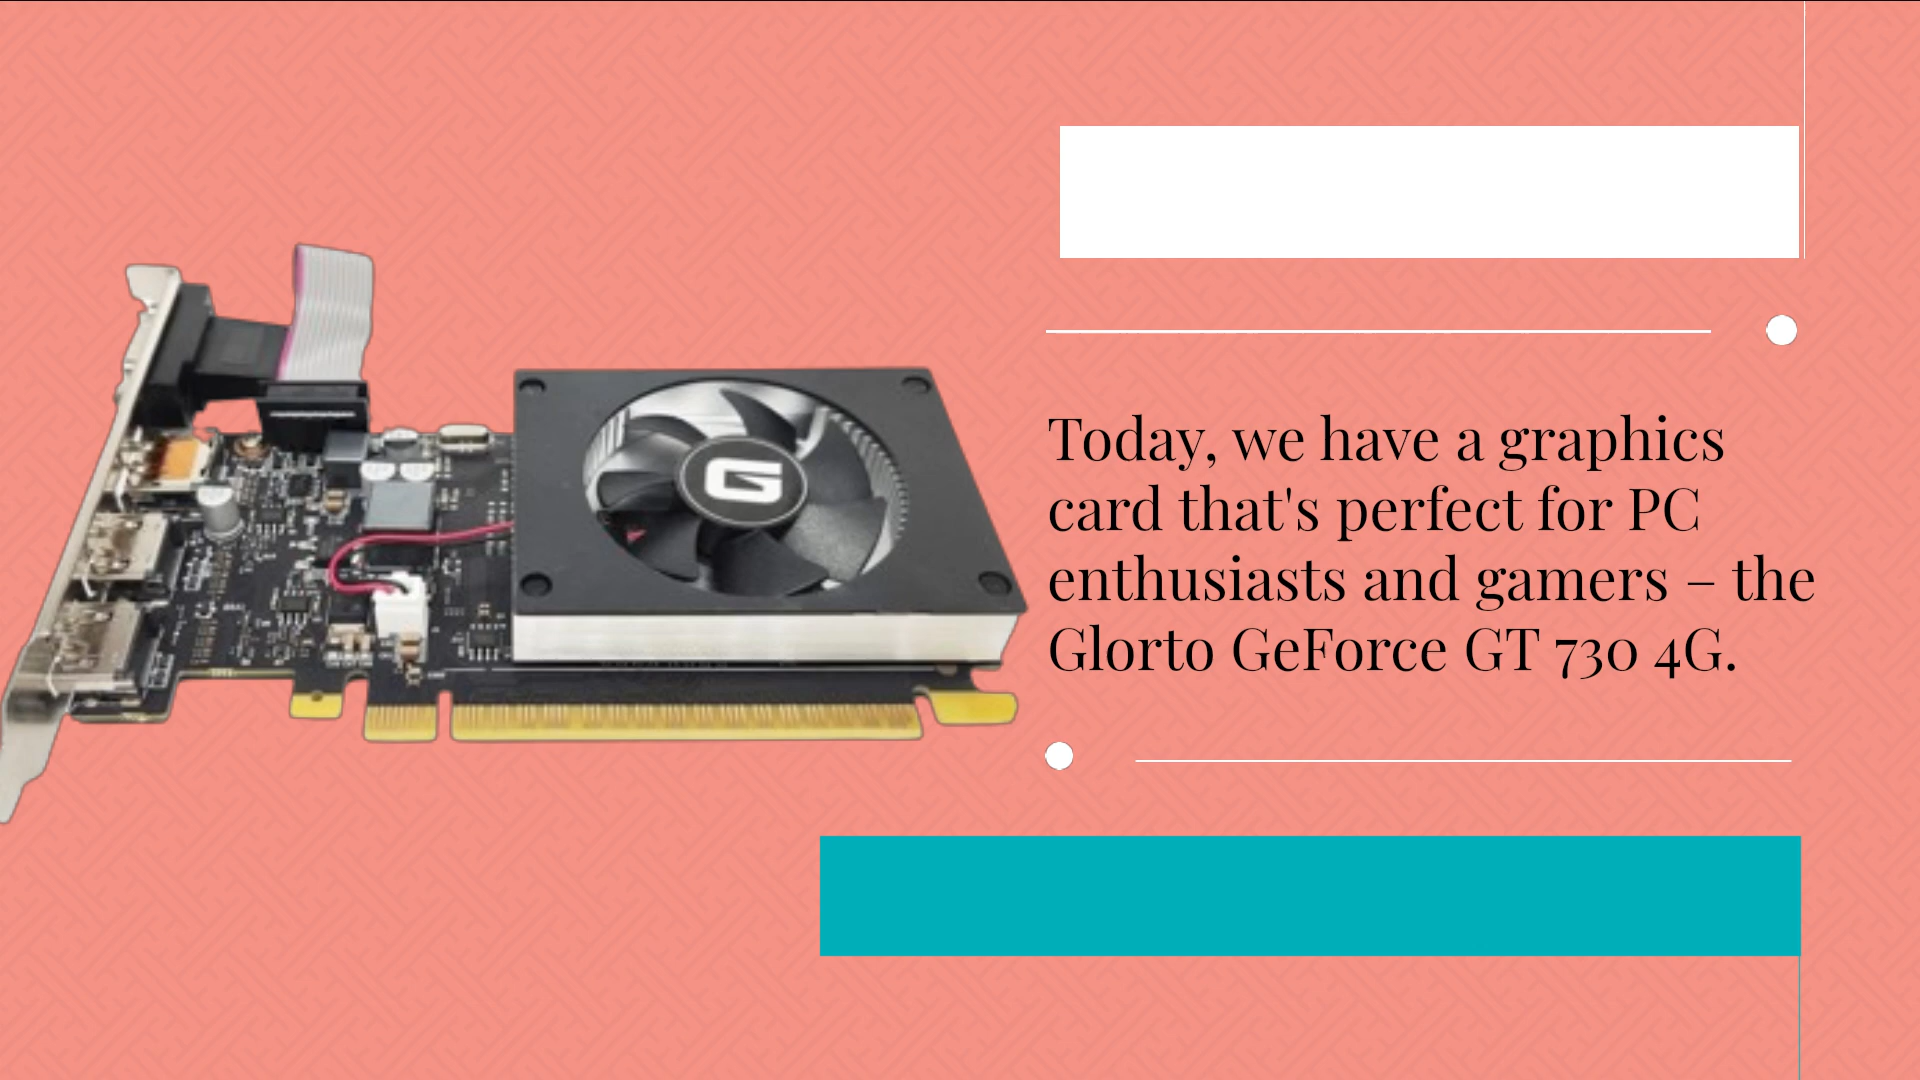 G
Today, we have a graphics
card that's perfect for PC
enthusiasts and gamers – the
Glorto GeForce GT 730 4G.